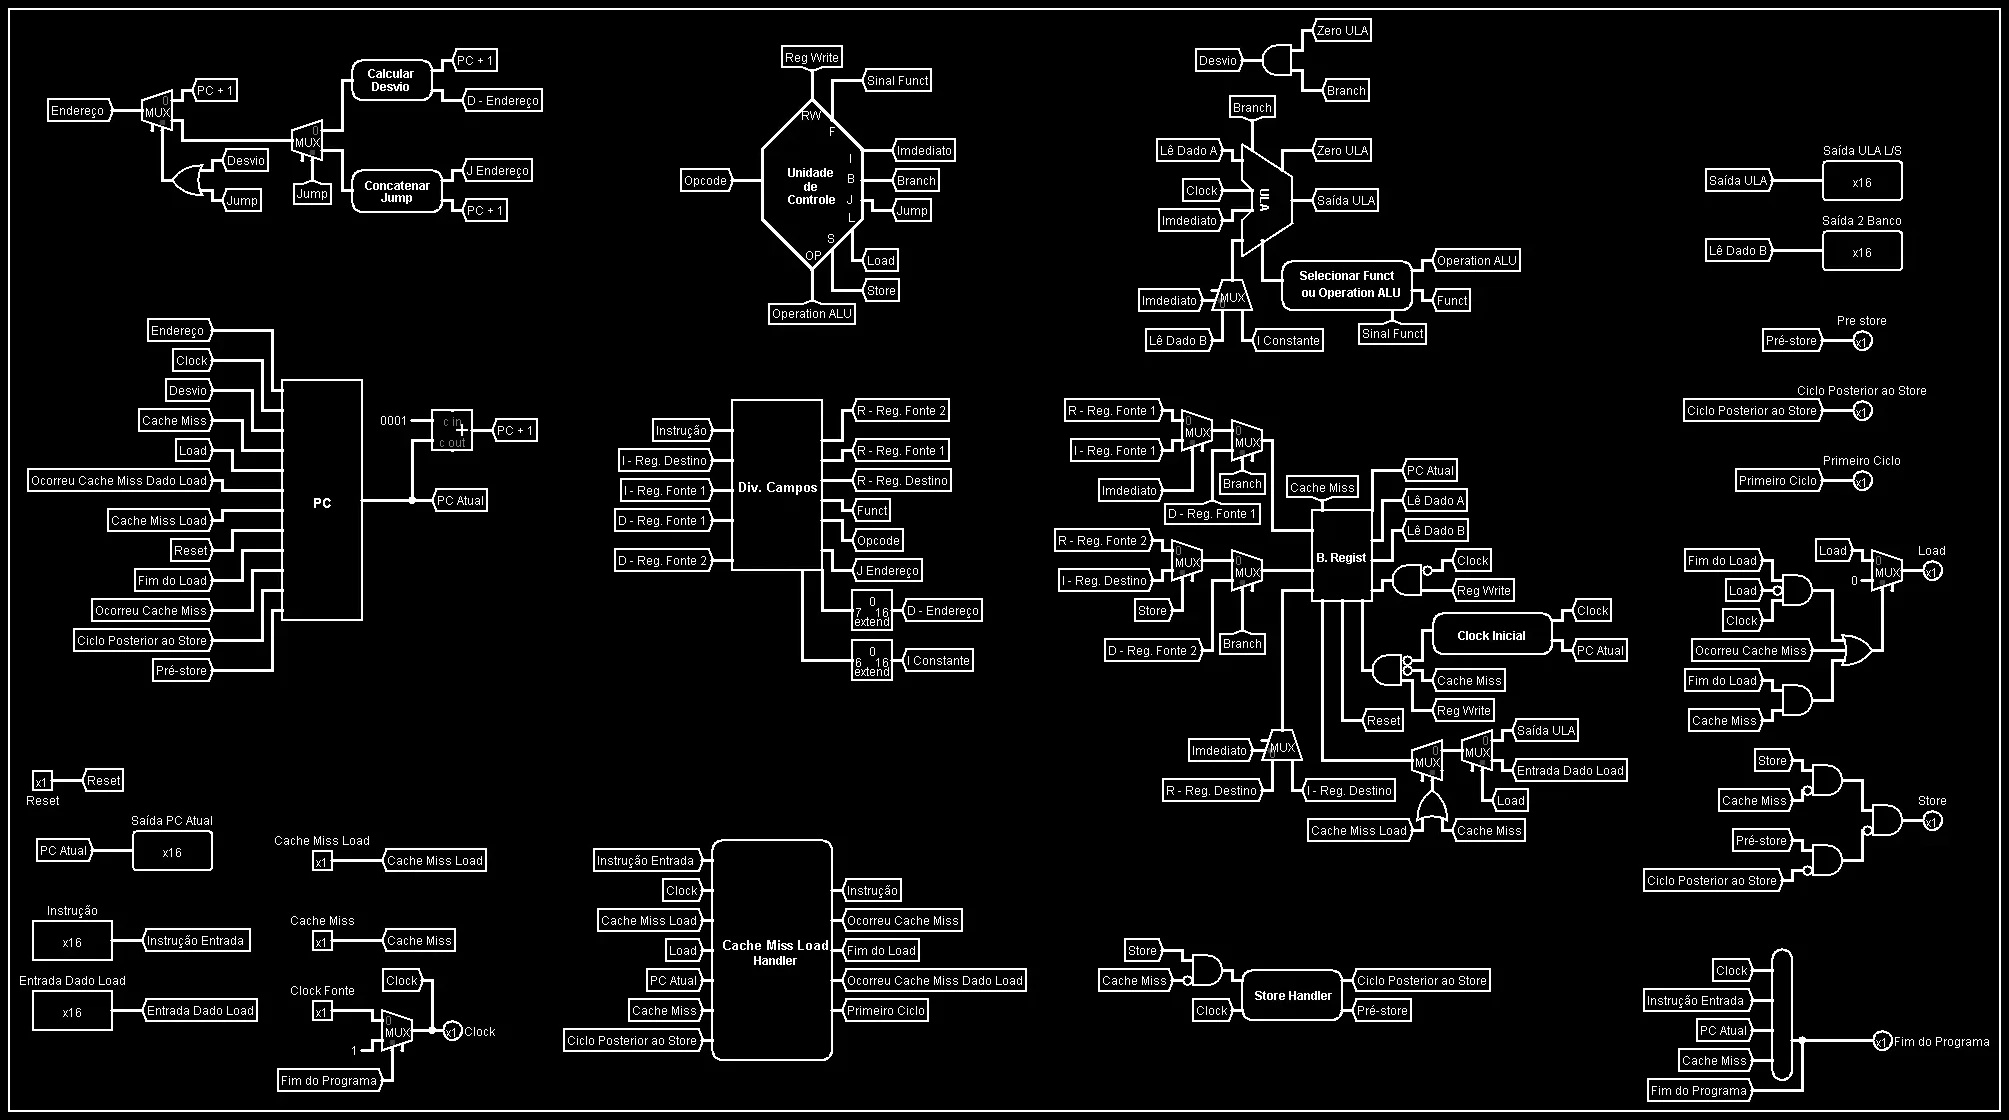 Endereço
MUX
0
PC + 1
Desvio
Jump
MUX
0
Jump
Calcular
Desvio
PC + 1
D - Endereço
Concatenar
Jump
J Endereço
PC + 1
Reg Write
Sinal Funct
RW
F
Opcode
Unidade
de
Controle
I
B
J
L
S
OP
Imdediato
Branch
Jump
Load
Store
Operation ALU
Desvio
Zero ULA
Branch
Branch
Lê Dado A
Clock
Imdediato
ULA
Zero ULA
Saída ULA
Imdediato
MUX
0
Lê Dado B
I Constante
Selecionar Funct
ou Operation ALU
Operation ALU
Funct
Sinal Funct
Saída ULA L/S
Saída ULA
x16
Saída 2 Banco
Lê Dado B
x16
Pre store
Pré-store
x1
Ciclo Posterior ao Store
Ciclo Posterior ao Store
x1
Primeiro Ciclo
Primeiro Ciclo
x1
Endereço
Clock
Desvio
Cache Miss
Load
Ocorreu Cache Miss Dado Load
Cache Miss Load
Reset
Fim do Load
Ocorreu Cache Miss
Ciclo Posterior ao Store
Pré-store
PC
0001
c in
+
c out
PC + 1
PC Atual
Instrução
I - Reg. Destino
I - Reg. Fonte 1
D - Reg. Fonte 1
D - Reg. Fonte 2
Div. Campos
R - Reg. Fonte 2
R - Reg. Fonte 1
R - Reg. Destino
Funct
Opcode
J Endereço
0
7 16
extend
D - Endereço
0
6 16
extend
I Constante
R - Reg. Fonte 1
I - Reg. Fonte 1
Imdediato
MUX
0
MUX
0
Branch
D - Reg. Fonte 1
R - Reg. Fonte 2
I - Reg. Destino
Store
MUX
0
MUX
0
D - Reg. Fonte 2
Branch
Cache Miss
B. Regist
PC Atual
Lê Dado A
Lê Dado B
Clock
Reg Write
Clock Inicial
Clock
PC Atual
Cache Miss
Reg Write
Reset
Imdediato
MUX
0
R - Reg. Destino
I - Reg. Destino
MUX
0
MUX
0
Saída ULA
Entrada Dado Load
Load
Cache Miss Load
Cache Miss
Fim do Load
Load
Clock
Ocorreu Cache Miss
Fim do Load
Cache Miss
Load
0
MUX
0
Load
x1
Store
Cache Miss
Pré-store
Ciclo Posterior ao Store
Store
x1
x1
Reset
Reset
Saída PC Atual
PC Atual
x16
Instrução
x16
Instrução Entrada
Entrada Dado Load
x16
Entrada Dado Load
Cache Miss Load
x1
Cache Miss Load
Cache Miss
x1
Cache Miss
Clock
Clock Fonte
x1
1
MUX
0
x1
Clock
Fim do Programa
Instrução Entrada
Clock
Cache Miss Load
Load
PC Atual
Cache Miss
Ciclo Posterior ao Store
Cache Miss Load
Handler
Instrução
Ocorreu Cache Miss
Fim do Load
Ocorreu Cache Miss Dado Load
Primeiro Ciclo
Store
Cache Miss
Clock
Store Handler
Ciclo Posterior ao Store
Pré-store
Clock
Instrução Entrada
PC Atual
Cache Miss
Fim do Programa
x1
Fim do Programa